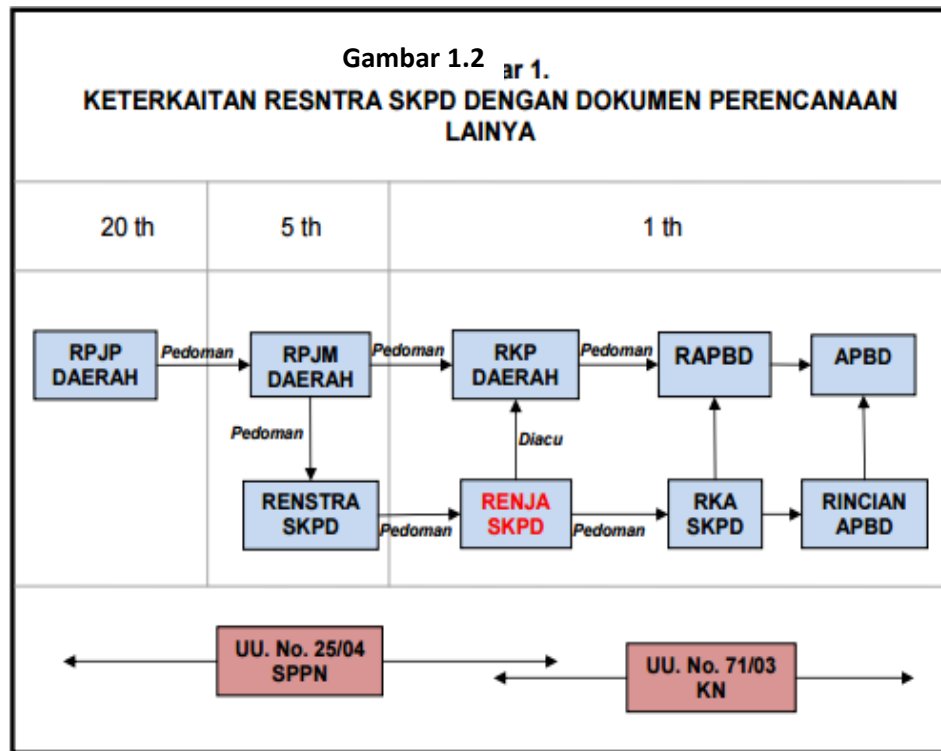 Gambar 1.2
ar 1.
KETERKAITAN RESNTRA SKPD DENGAN DOKUMEN PERENCANAAN
LAINYA
20 th
5 th
1 th
RPJP
DAERAH
Pedoman
RPJM
DAERAH
Pedoman
RKP
DAERAH
Pedoman
RAPBD
APBD
Pedoman
Diacu
RENSTRA
SKPD
Pedoman
RENJA
SKPD
Pedoman
RKA
SKPD
RINCIAN
APBD
UU. No. 25/04
SPPN
UU. No. 71/03
KN